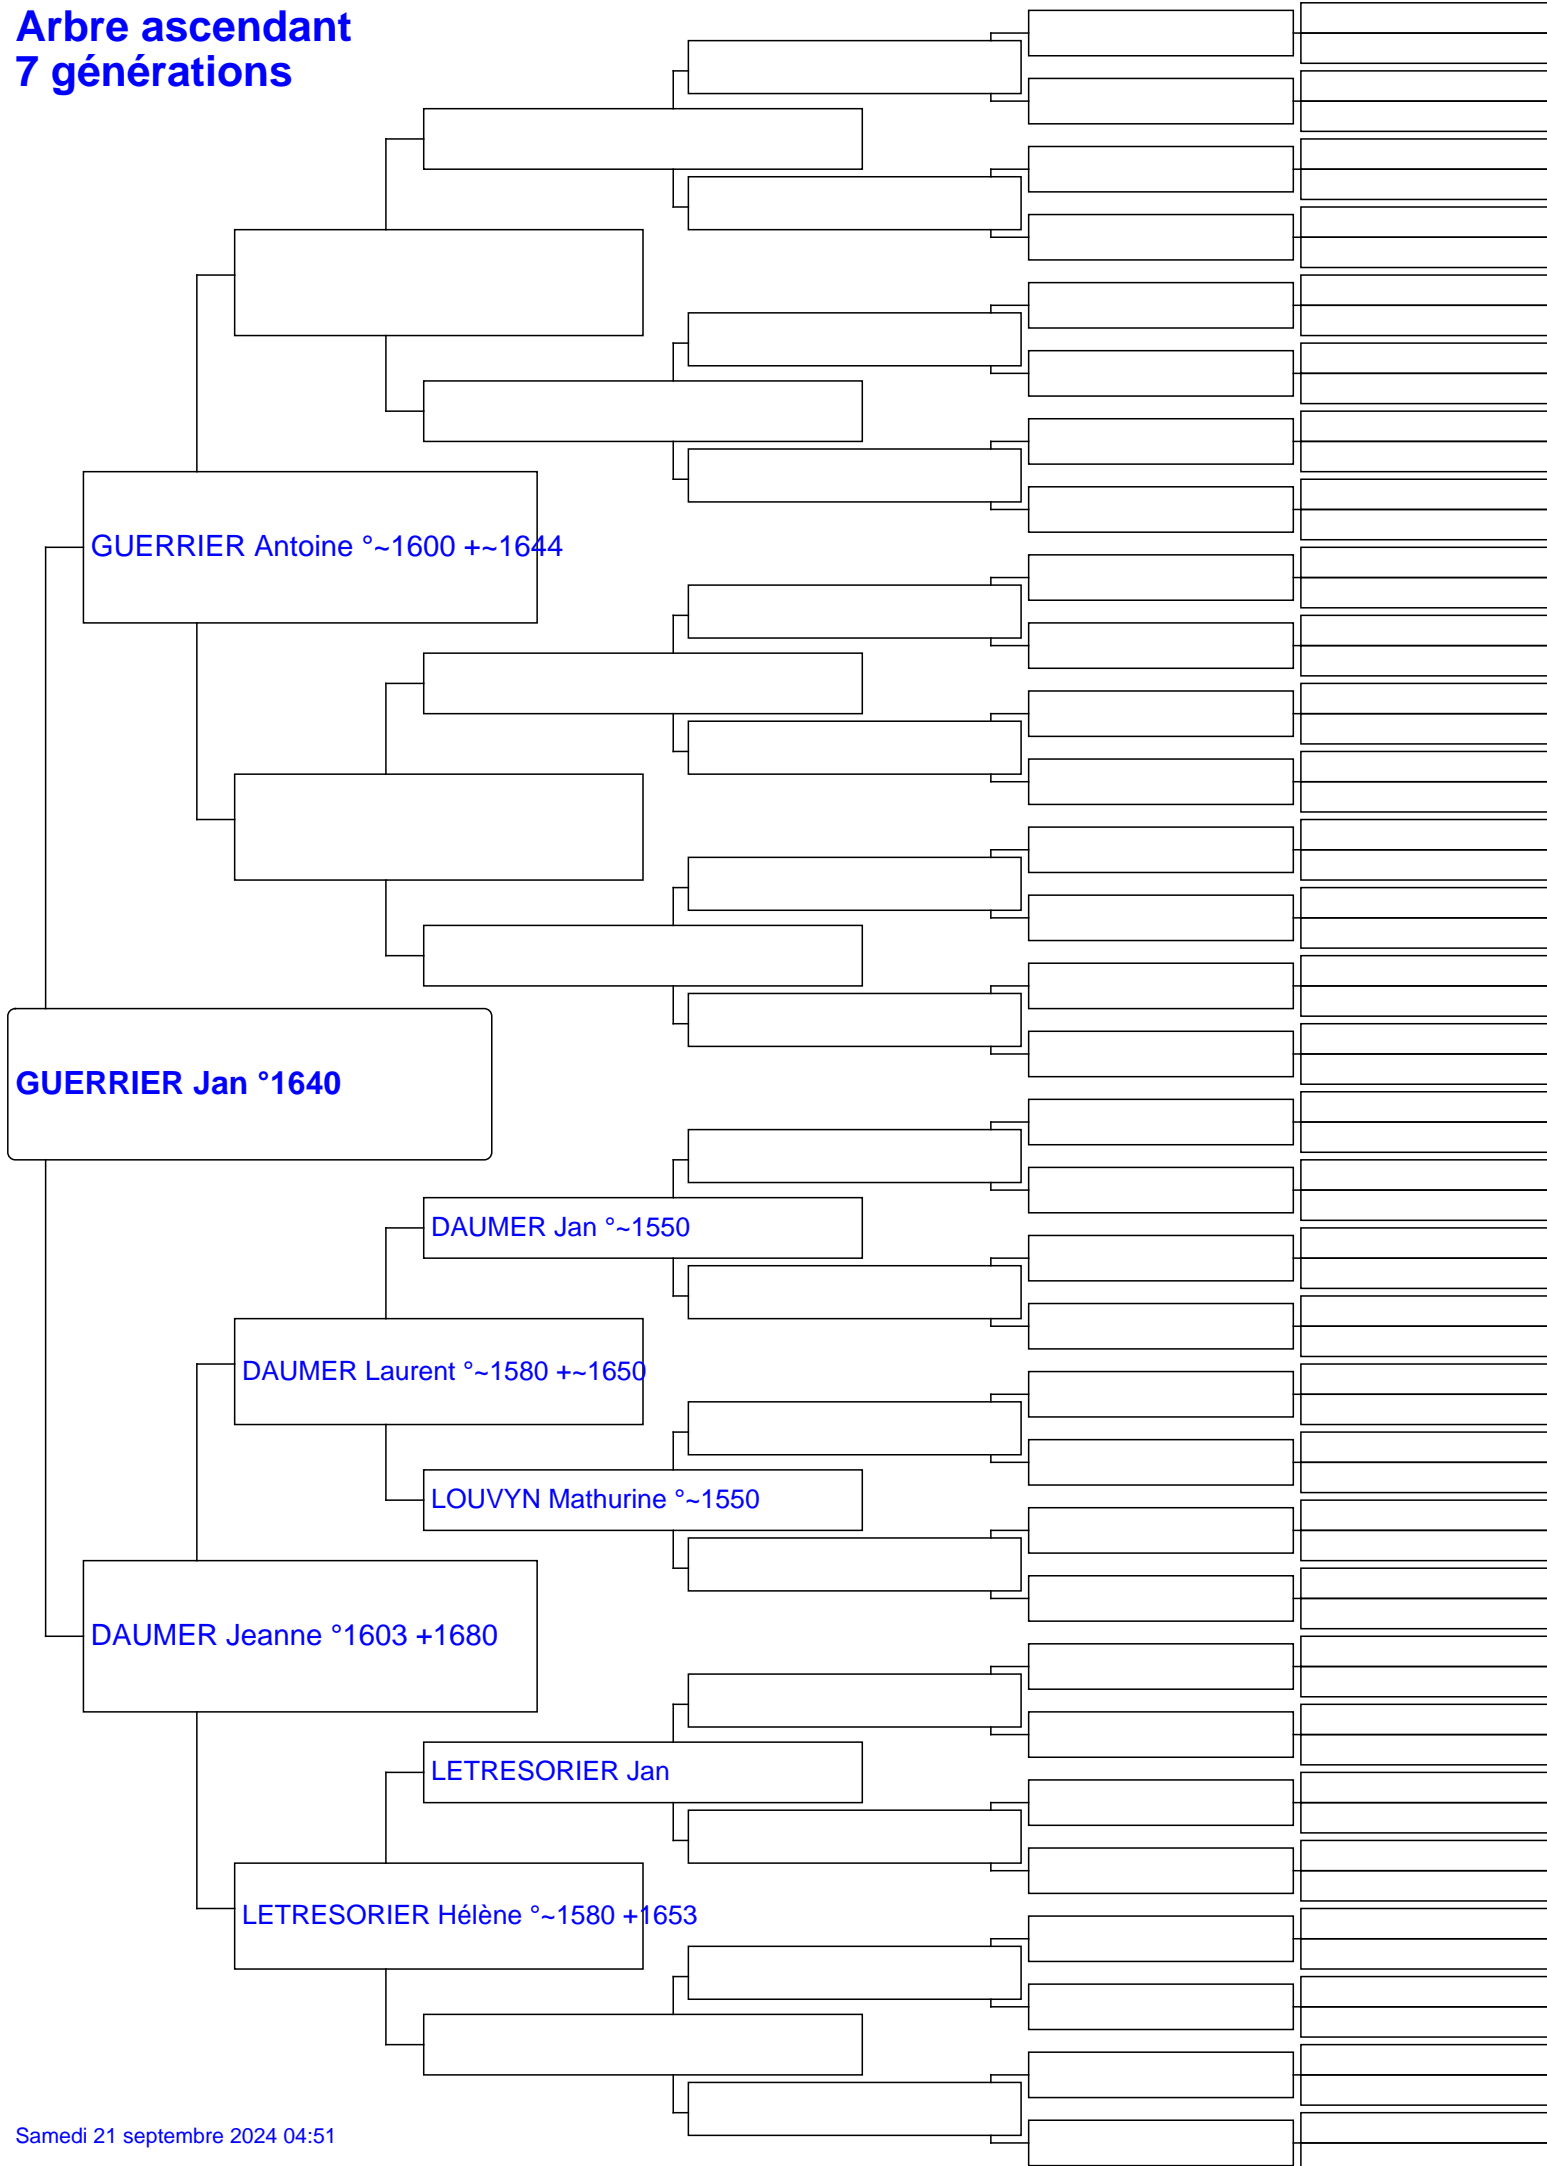 Arbre ascendant
7 générations
GUERRIER Antoine °~1600 +~1644
GUERRIER Jan °1640
DAUMER Jan °~1550
DAUMER Laurent °~1580 +~1650
LOUVYN Mathurine °~1550
DAUMER Jeanne °1603 +1680
LETRESORIER Jan
LETRESORIER Hélène °~1580 +1653
Samedi 21 septembre 2024 04:51